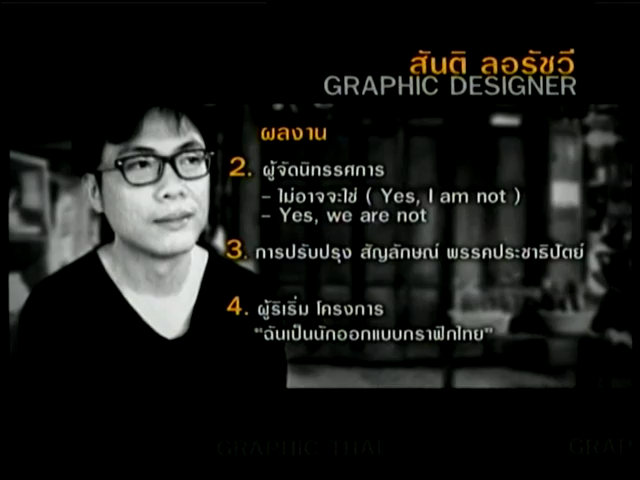 สันติ ลอรัชวี
GRAPHIC DESIGNER
ผลงาน
2. ผู้จัดนิทรรศการ
- ไม่อาจจะใช่ ( Yes, I am not )
- Yes, we are not
3. การปรับปรุง สัญลักษณ์ พรรคประชาธิปัตย์
4. ผู้ริเริ่ม โครงการ
“ฉันเป็นนักออกแบบกราฟิกไทย”
GRAPHIC THAI